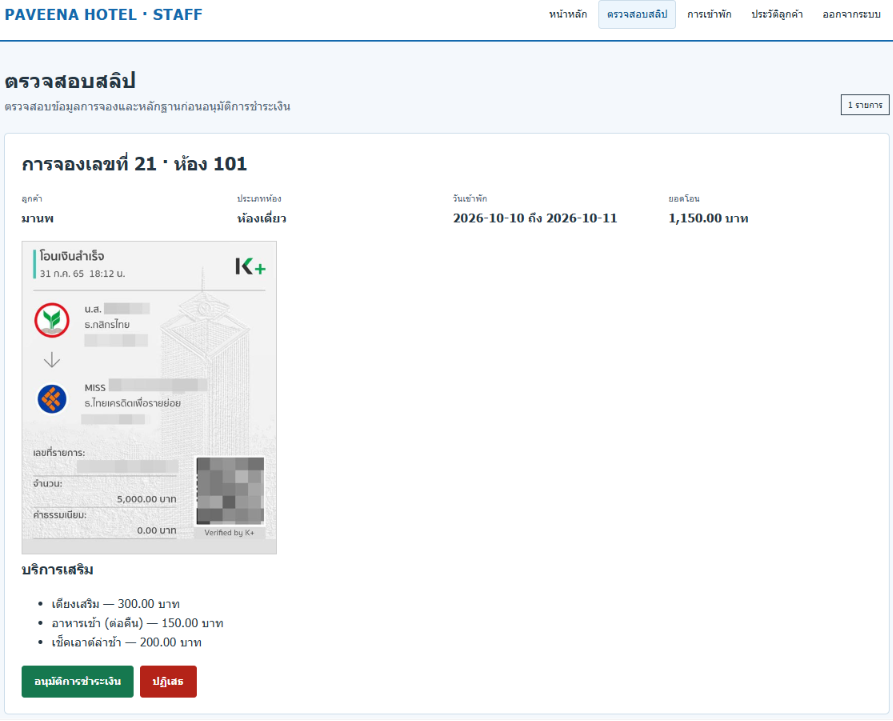 PAVEENA HOTEL · STAFF
หน้าหลัก ตรวจสอบสลิป การเข้าพัก ประวัติลูกค้า ออกจากระบบ
ตรวจสอบสลิป
ตรวจสอบข้อมูลการจองและหลักฐานก่อนอนุมัติการชำระเงิน
1 รายการ
การจองเลขที่ 21 · ห้อง 101
ลูกค้า ประเภทห้อง วันเข้าพัก ยอดโอน
มานพ ห้องเดี่ยว 2026-10-10 ถึง 2026-10-11 1,150.00 บาท
โอนเงินสำเร็จ
31 ก.ค. 65 18:12 น.
K+
น.ส.
ธ.กสิกรไทย
MISS
ธ.ไทยเครดิตเพื่อรายย่อย
เลขที่รายการ:
จำนวน:
5,000.00 บาท
ค่าธรรมเนียม:
0.00 บาท
Verified by K+
บริการเสริม
• เตียงเสริม — 300.00 บาท
• อาหารเช้า (ต่อคืน) — 150.00 บาท
• เช็คเอาต์ล่าช้า — 200.00 บาท
อนุมัติการชำระเงิน ปฏิเสธ